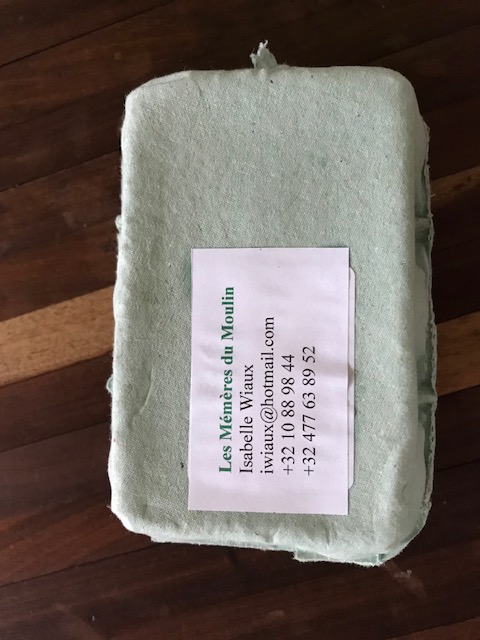 Les Mémères du Moulin
Isabelle Wiaux
iwiaux@hotmail.com
+32 10 88 98 44
+32 477 63 89 52